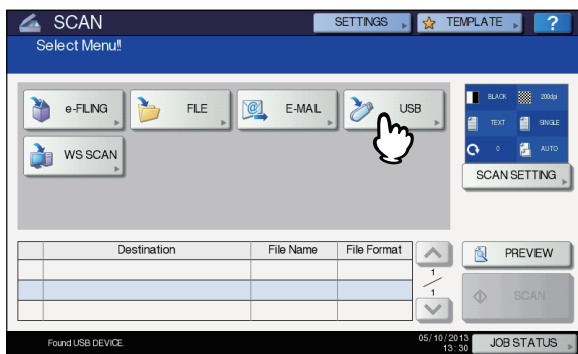 SCAN
SETTINGS
TEMPLATE
?
Select Menu!!
e-FILING
FILE
E-MAIL
USB
WS SCAN
BLACK
200dpi
TEXT
SINGLE
0
AUTO
SCAN SETTING
Destination File Name File Format
1
1
PREVIEW
SCAN
Found USB DEVICE.
05/10/2013
13:30
JOB STATUS